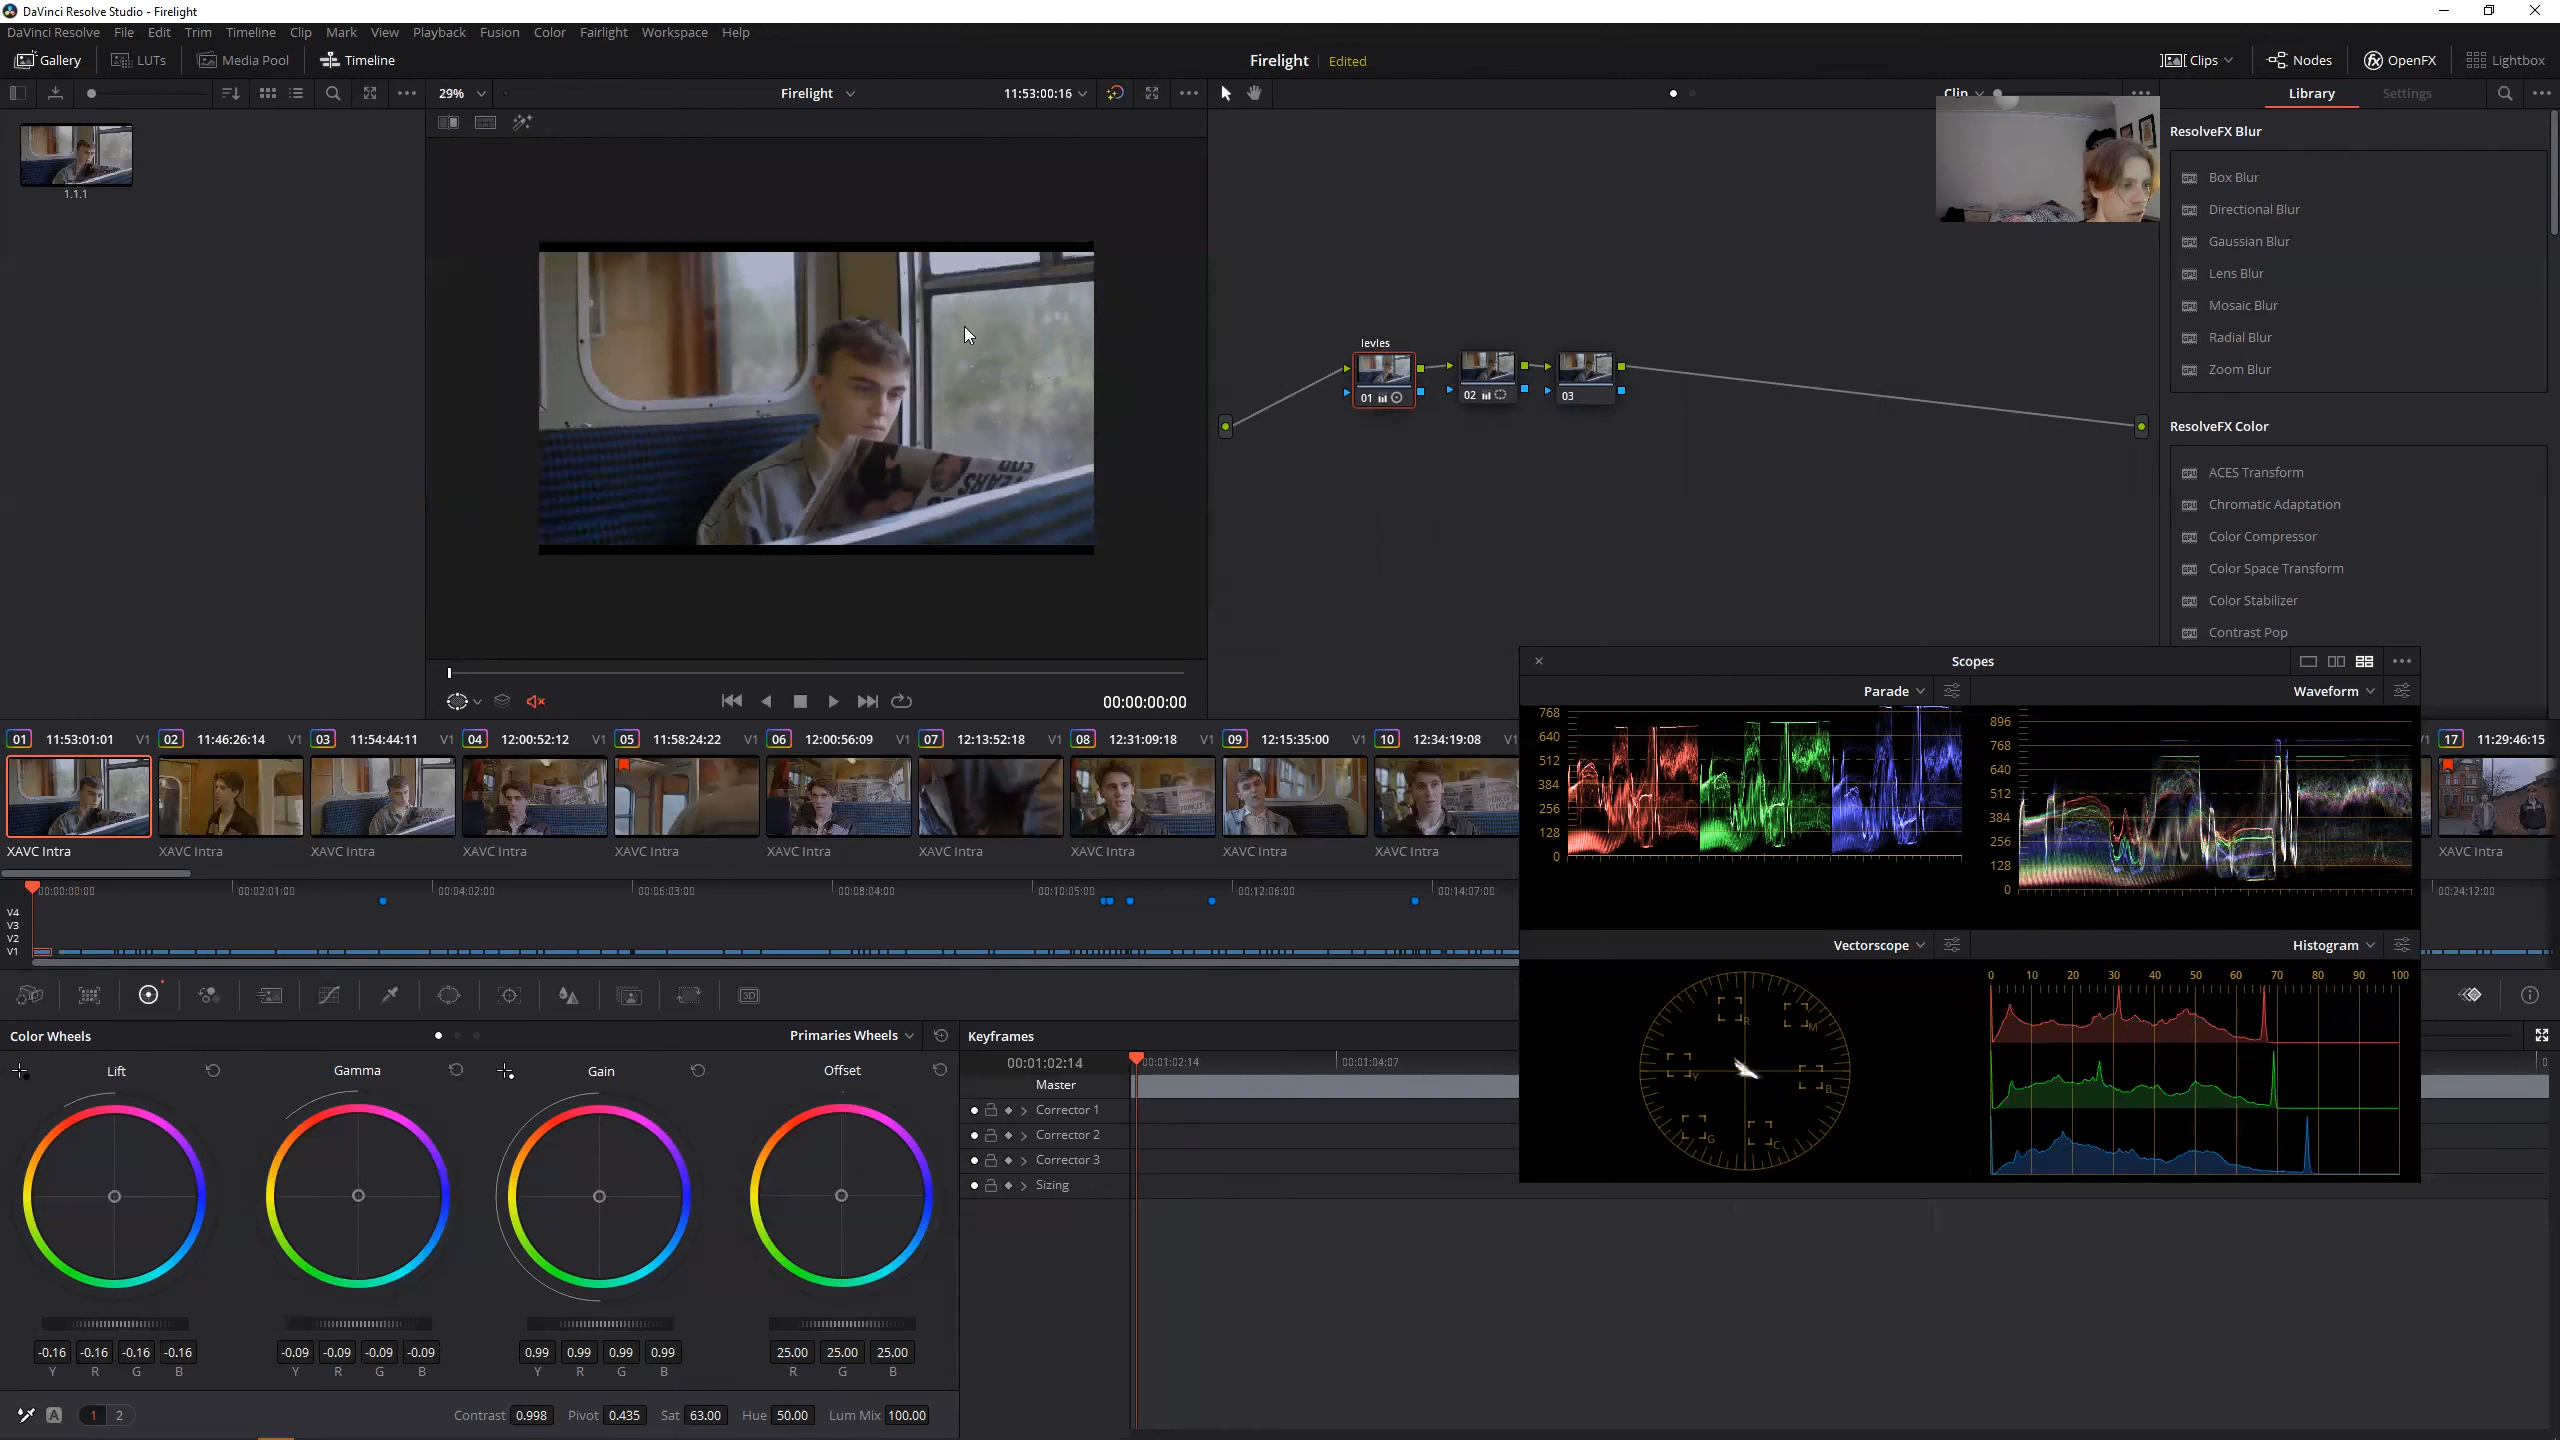 DaVinci Resolve Studio - Firelight
DaVinci Resolve File Edit Trim Timeline Clip Mark View Playback Fusion Color Fairlight Workspace Help
Gallery LUTs Media Pool Timeline Firelight Edited Clips Nodes OpenFX Lightbox
29% Firelight 11:53:00:16 Clip Library Settings
1.1.1
ResolveFX Blur
Box Blur
Directional Blur
Gaussian Blur
Lens Blur
Mosaic Blur
Radial Blur
Zoom Blur
ResolveFX Color
ACES Transform
Chromatic Adaptation
Color Compressor
Color Space Transform
Color Stabilizer
Contrast Pop
levles
01 02 03
YEARS
00:00:00:00
Scopes
Parade Waveform
768
640
512
384
256
128
0
896
768
640
512
384
256
128
0
Vectorscope Histogram
R M B C G Y
0 10 20 30 40 50 60 70 80 90 100
01 11:53:01:01 V1 02 11:46:26:14 V1 03 11:54:44:11 V1 04 12:00:52:12 V1 05 11:58:24:22 V1 06 12:00:56:09 V1 07 12:13:52:18 V1 08 12:31:09:18 V1 09 12:15:35:00 V1 10 12:34:19:08 V1 17 11:29:46:15
XAVC Intra XAVC Intra XAVC Intra XAVC Intra XAVC Intra XAVC Intra XAVC Intra XAVC Intra XAVC Intra XAVC Intra XAVC Intra
00:00:00:00 00:02:01:00 00:04:02:00 00:06:03:00 00:08:04:00 00:10:05:00 00:12:06:00 00:14:07:00 00:24:12:00
V4
V3
V2
V1
3D
Color Wheels Primaries Wheels Keyframes
Lift Gamma Gain Offset
00:01:02:14 00:01:02:14 00:01:04:07
Master
Corrector 1
Corrector 2
Corrector 3
Sizing
-0.16 -0.16 -0.16 -0.16 -0.09 -0.09 -0.09 -0.09 0.99 0.99 0.99 0.99 25.00 25.00 25.00
Y R G B Y R G B Y R G B R G B
A 1 2 Contrast 0.998 Pivot 0.435 Sat 63.00 Hue 50.00 Lum Mix 100.00